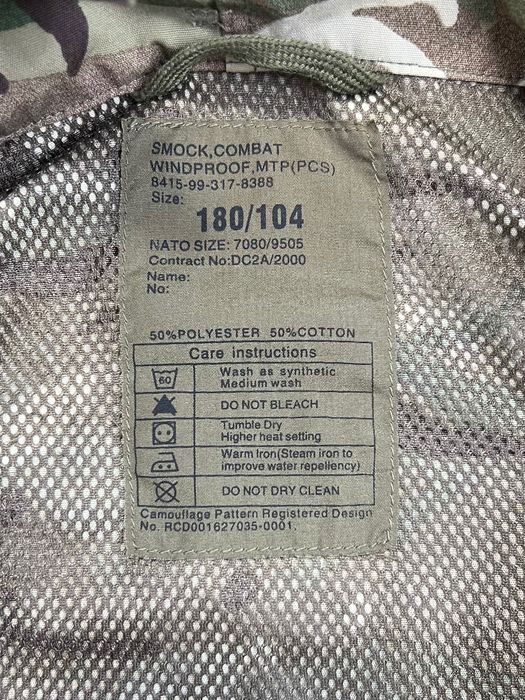 SMOCK,COMBAT
WINDPROOF,MTP(PCS)
8415-99-317-8388
Size:
180/104
NATO SIZE: 7080/9505
Contract No:DC2A/2000
Name:
No:
50%POLYESTER 50%COTTON
Care instructions
60
Wash as synthetic
Medium wash
DO NOT BLEACH
Tumble Dry
Higher heat setting
Warm Iron(Steam iron to
improve water repellency)
DO NOT DRY CLEAN
Camouflage Pattern Registered Design
No. RCD001627035-0001.